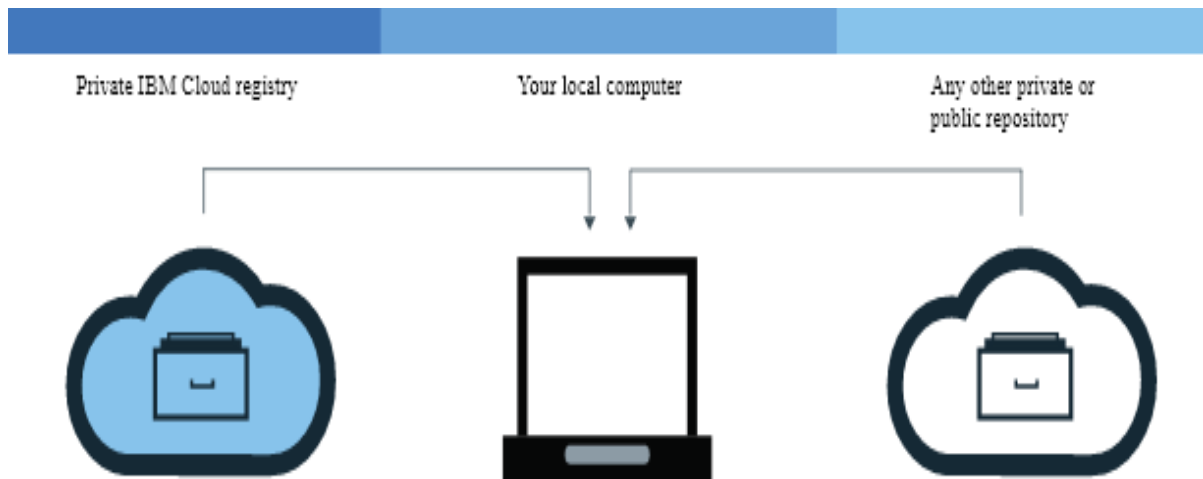 Private IBM Cloud registry
Your local computer
Any other private or
public repository